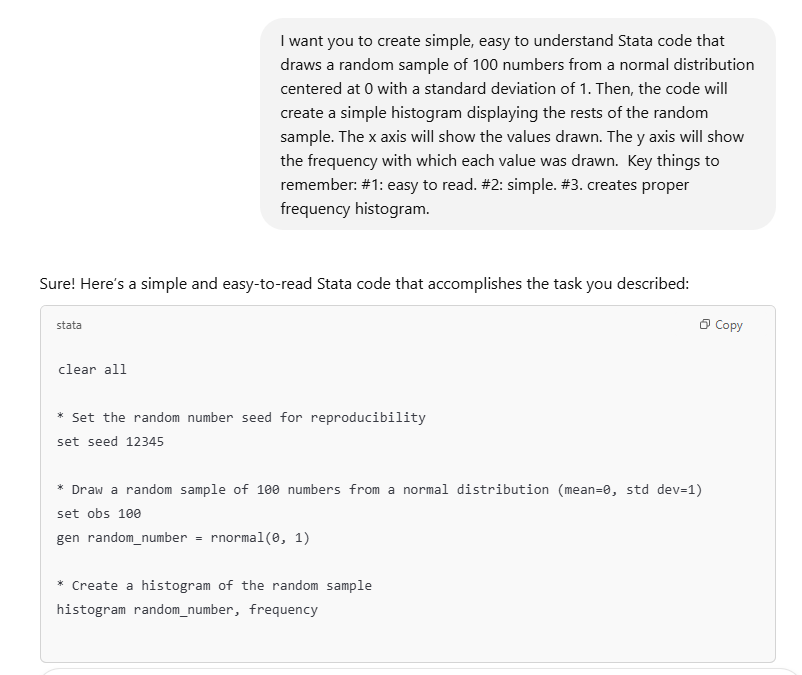 I want you to create simple, easy to understand Stata code that
draws a random sample of 100 numbers from a normal distribution
centered at 0 with a standard deviation of 1. Then, the code will
create a simple histogram displaying the rests of the random
sample. The x axis will show the values drawn. The y axis will show
the frequency with which each value was drawn.  Key things to
remember: #1: easy to read. #2: simple. #3. creates proper
frequency histogram.
Sure! Here's a simple and easy-to-read Stata code that accomplishes the task you described:
stata
Copy
clear all
* Set the random number seed for reproducibility
set seed 12345
* Draw a random sample of 100 numbers from a normal distribution (mean=0, std dev=1)
set obs 100
gen random_number = rnormal(0, 1)
* Create a histogram of the random sample
histogram random_number, frequency